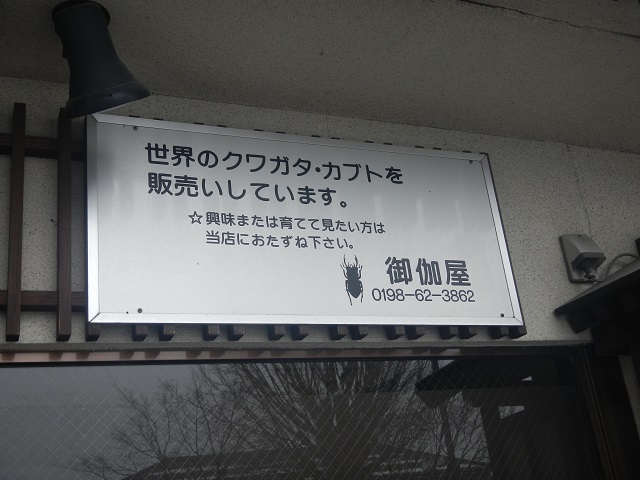 世界のクワガタ・カブトを
販売いしています。
☆興味または育てて見たい方は
当店におたずね下さい。
御伽屋
0198-62-3862